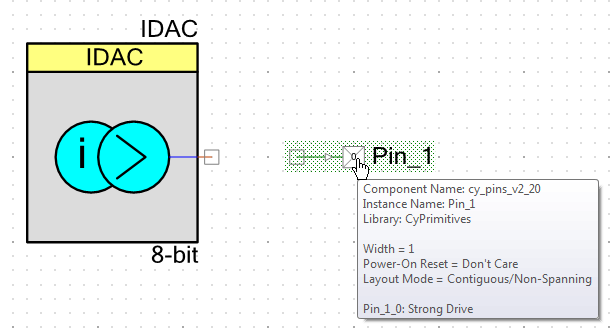 IDAC
IDAC
i
8-bit
0
Pin_1
Component Name: cy_pins_v2_20
Instance Name: Pin_1
Library: CyPrimitives
Width = 1
Power-On Reset = Don't Care
Layout Mode = Contiguous/Non-Spanning
Pin_1_0: Strong Drive